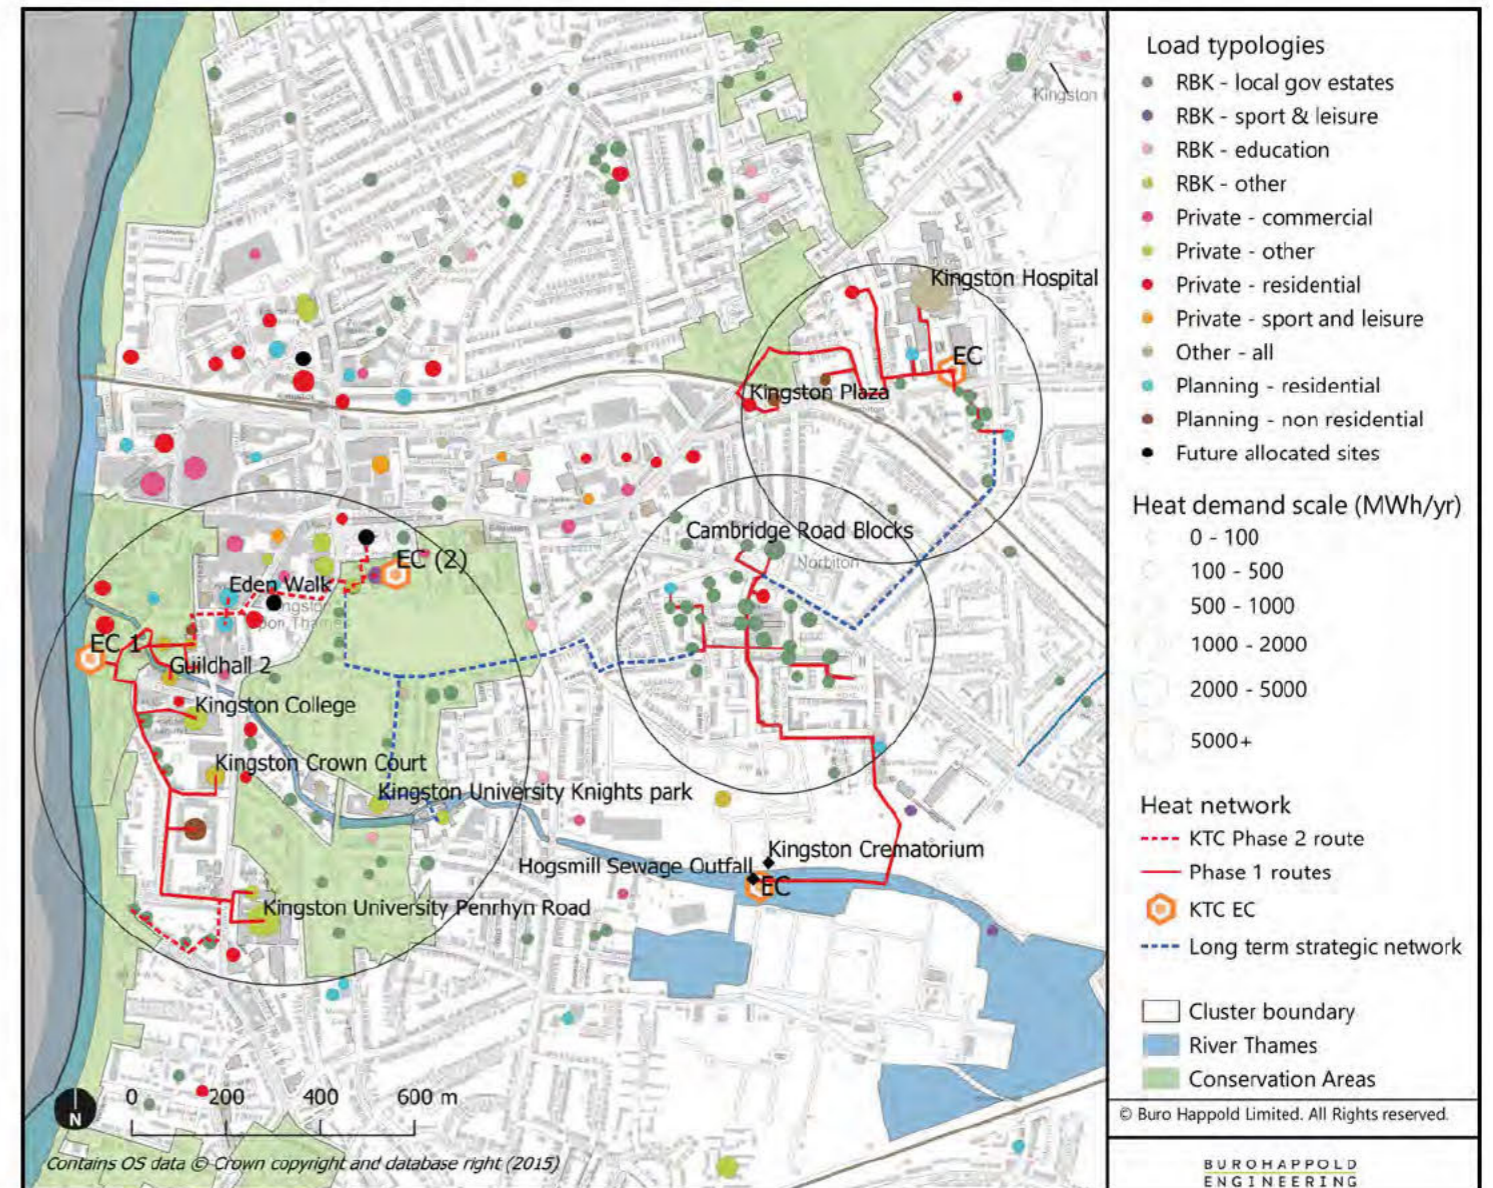 Kingston
Kingston Hospital
EC
Kingston Plaza
Cambridge Road Blocks
Norbiton
EC (2)
Eden Walk
EC 1
Guildhall 2
Kingston College
Kingston Crown Court
Kingston University Knights park
Kingston Crematorium
Hogsmill Sewage Outfall
EC
Kingston University Penrhyn Road
0 200 400 600 m
N
Contains OS data © Crown copyright and database right (2015)
Load typologies
RBK - local gov estates
RBK - sport & leisure
RBK - education
RBK - other
Private - commercial
Private - other
Private - residential
Private - sport and leisure
Other - all
Planning - residential
Planning - non residential
Future allocated sites
Heat demand scale (MWh/yr)
0 - 100
100 - 500
500 - 1000
1000 - 2000
2000 - 5000
5000+
Heat network
KTC Phase 2 route
Phase 1 routes
KTC EC
Long term strategic network
Cluster boundary
River Thames
Conservation Areas
© Buro Happold Limited. All Rights reserved.
BUROHAPPOLD
ENGINEERING